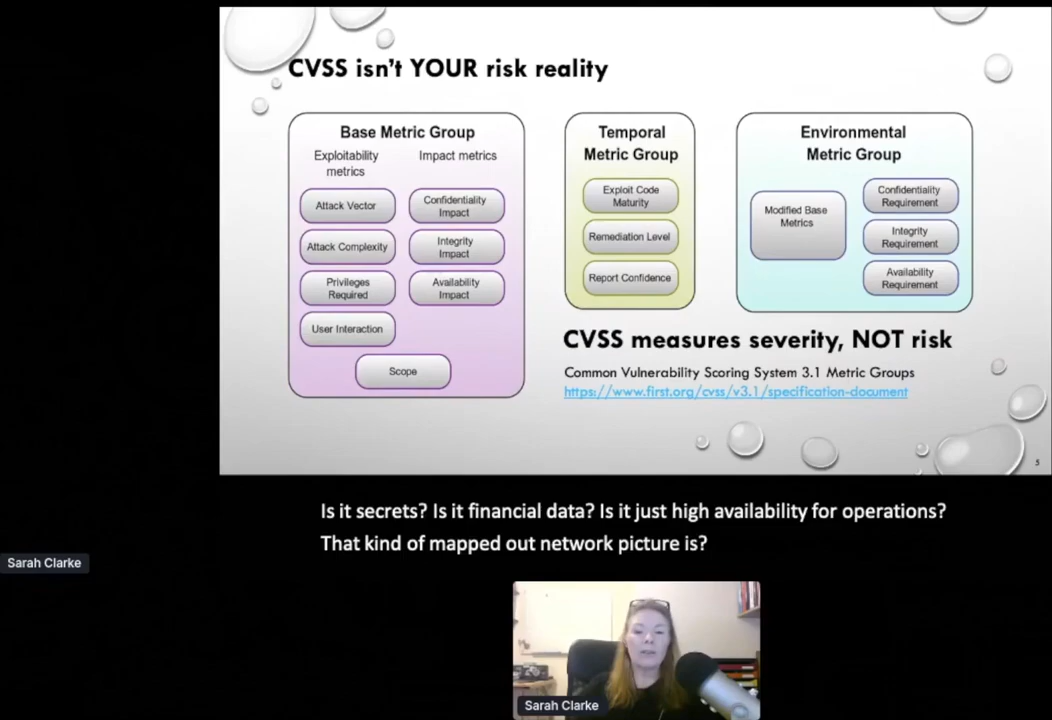 CVSS isn't YOUR risk reality
Base Metric Group
Exploitability
metrics
Impact metrics
Attack Vector
Confidentiality
Impact
Attack Complexity
Integrity
Impact
Privileges
Required
Availability
Impact
User Interaction
Scope
Temporal
Metric Group
Exploit Code
Maturity
Remediation Level
Report Confidence
Environmental
Metric Group
Modified Base
Metrics
Confidentiality
Requirement
Integrity
Requirement
Availability
Requirement
CVSS measures severity, NOT risk
Common Vulnerability Scoring System 3.1 Metric Groups
https://www.first.org/cvss/v3.1/specification-document
5
Is it secrets? Is it financial data? Is it just high availability for operations?
That kind of mapped out network picture is?
Sarah Clarke
Sarah Clarke